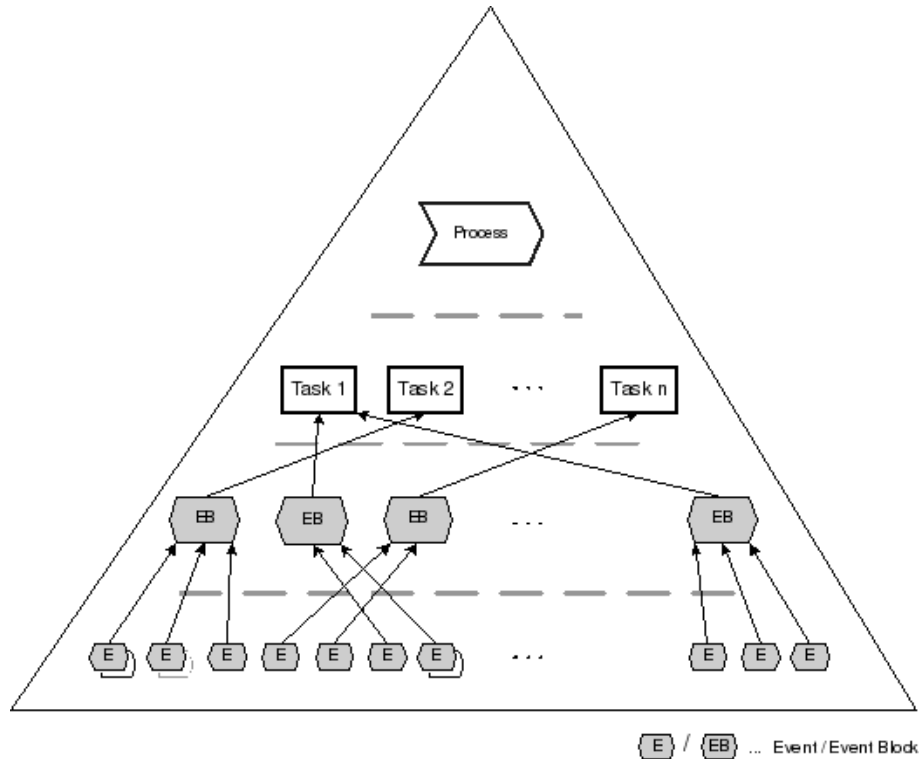 Process
Task 1 Task 2 ... Task n
EB EB EB ... EB
E E E E E E E ... E E E
E / EB ... Event / Event Block